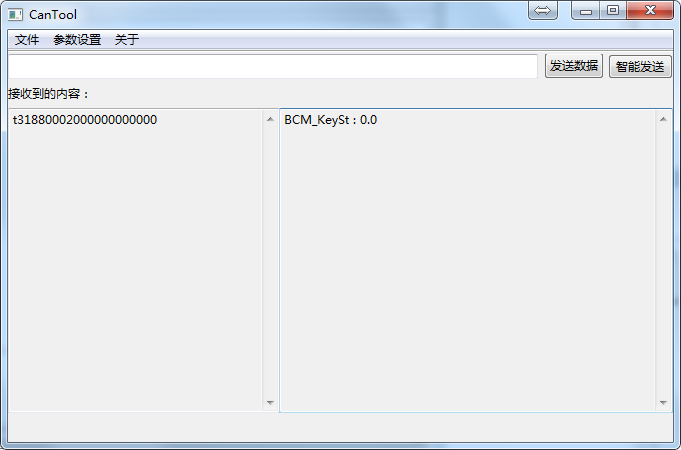 CanTool
文件 参数设置 关于
发送数据 智能发送
接收到的内容：
t31880002000000000000
BCM_KeySt : 0.0